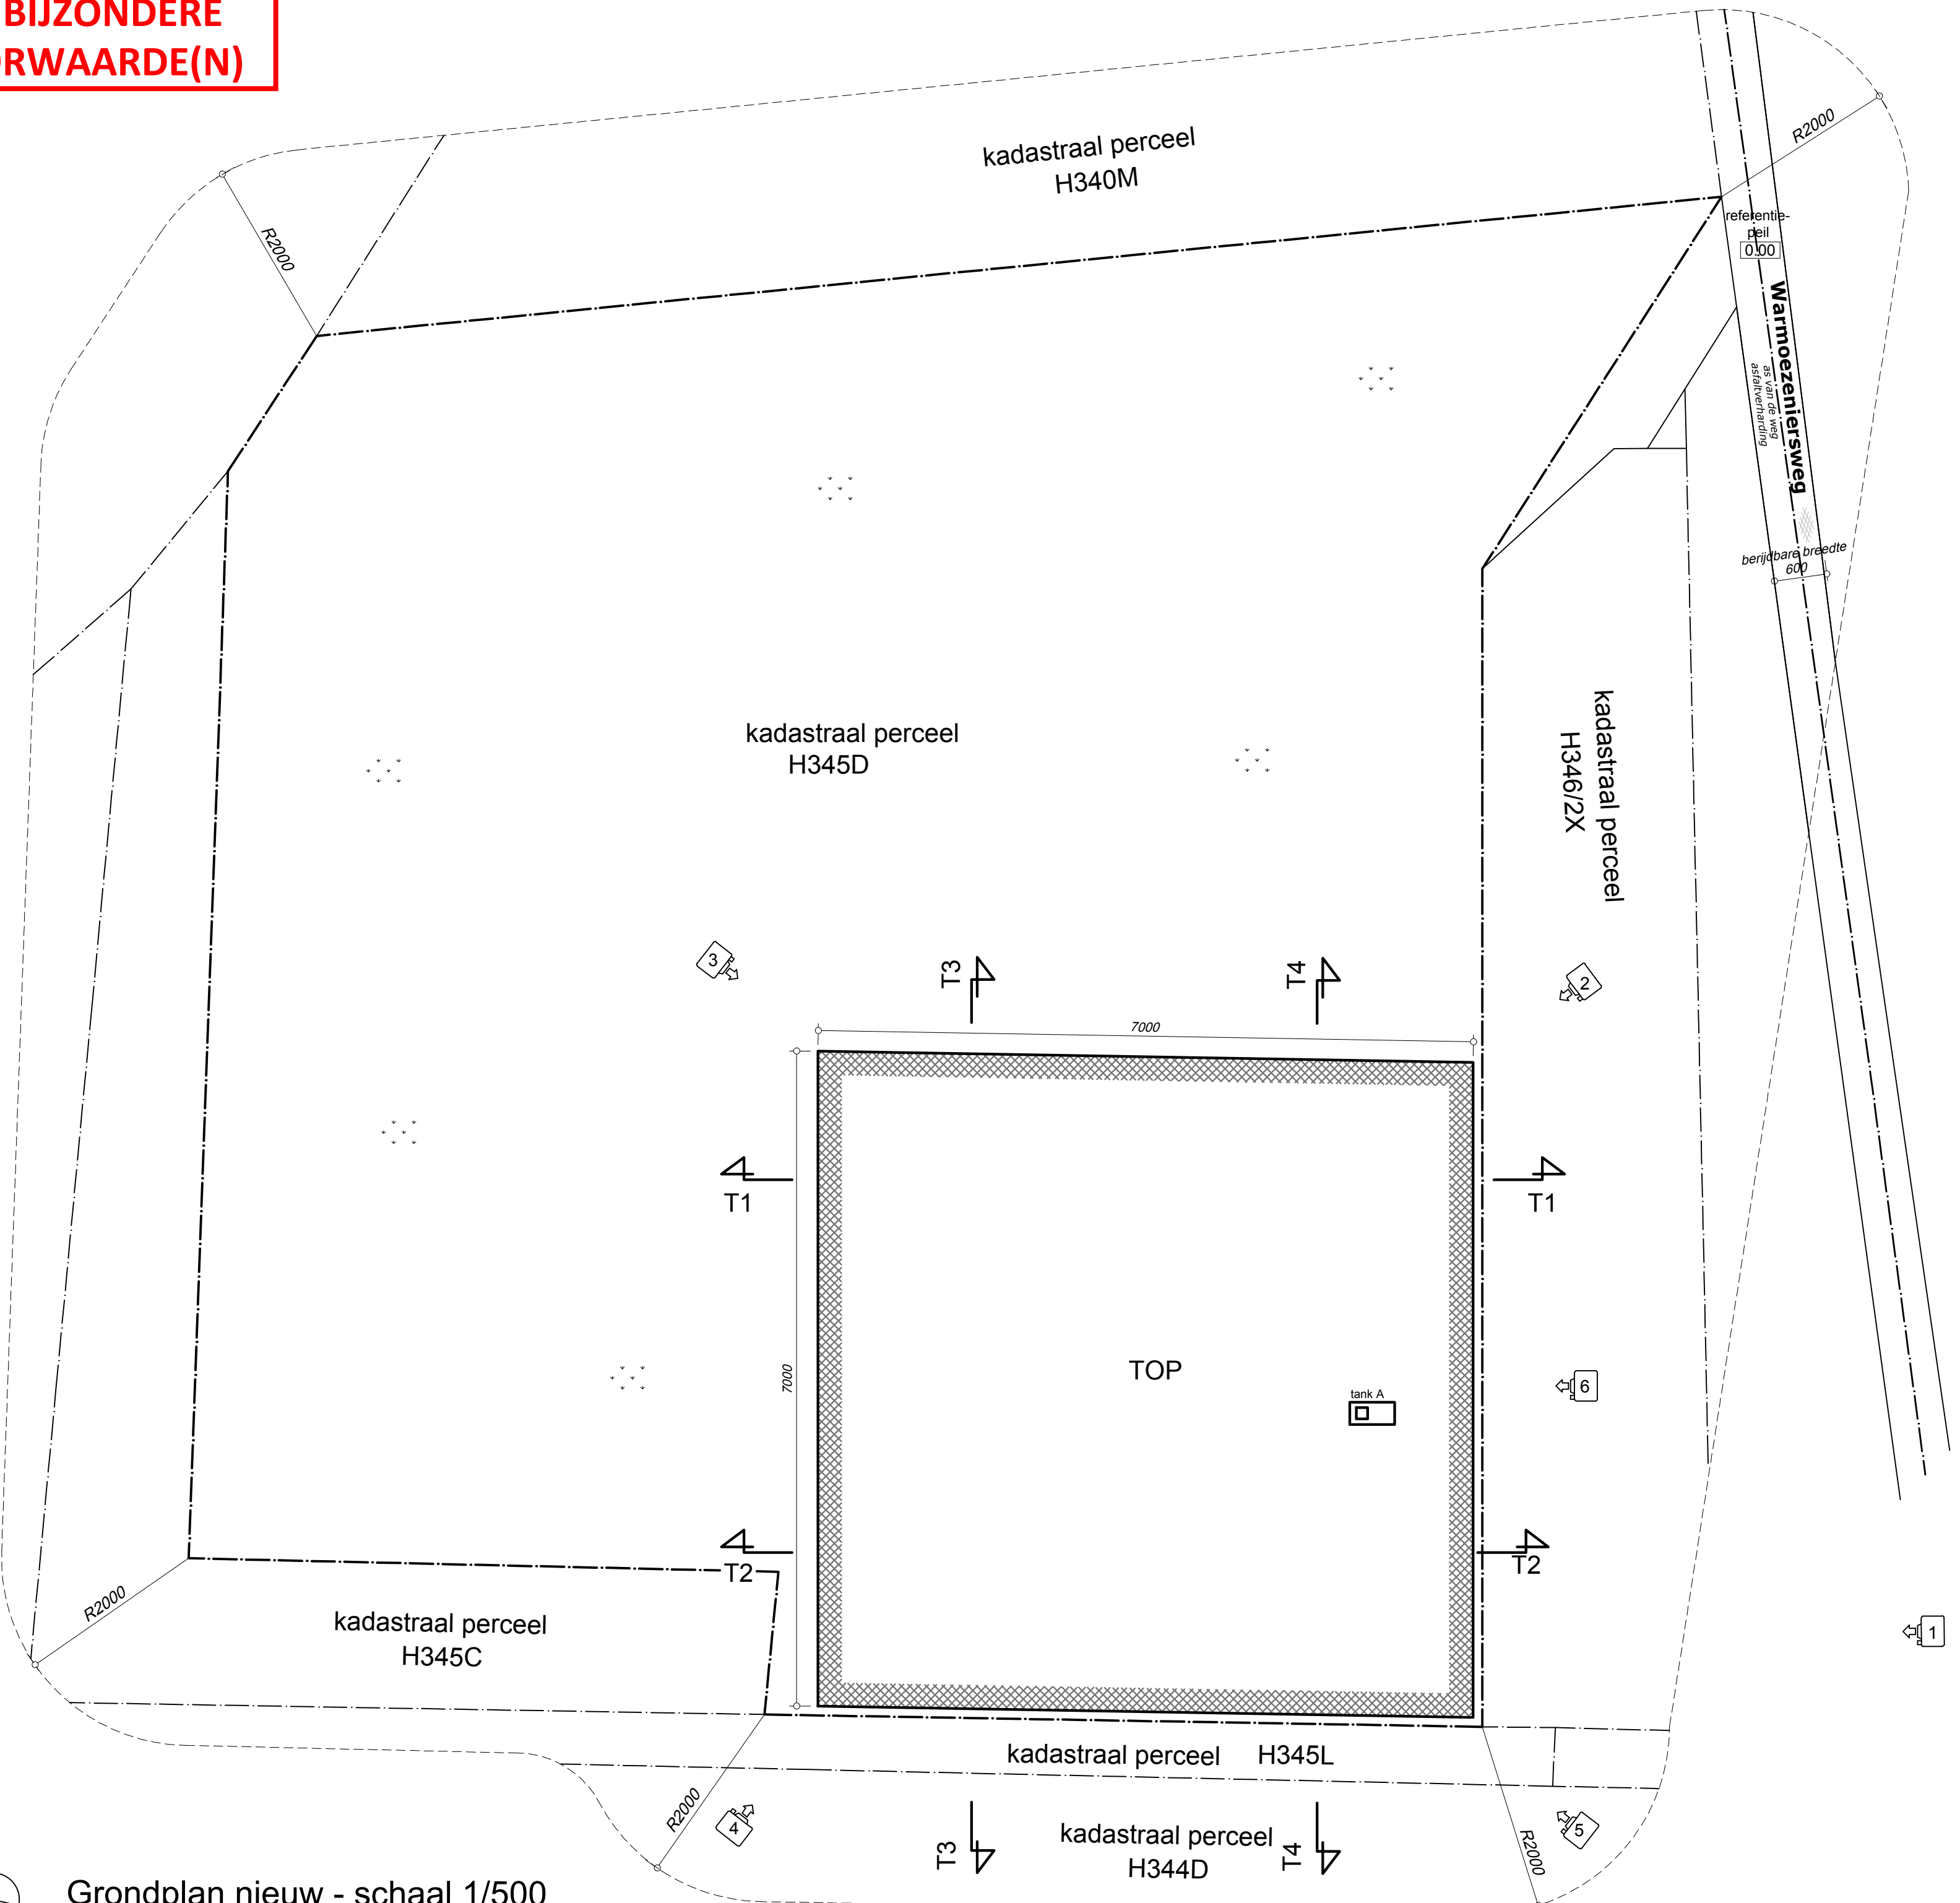 BIJZONDERE
kadastraal perceel
H340M
R2000
R2000
referentie-
peil
0.00
Warmoezeniersweg
as van de weg
asfaltverharding
berijdbare breedte
600
kadastraal perceel
H345D
kadastraal perceel
H346/2X
3
T3
T4
2
7000
T1
T1
7000
TOP
tank A
6
T2
T2
R2000
kadastraal perceel
H345C
1
kadastraal perceel H345L
R2000
4
T3
kadastraal perceel
H344D
T4
R2000
5
Grondplan nieuw - schaal 1/500